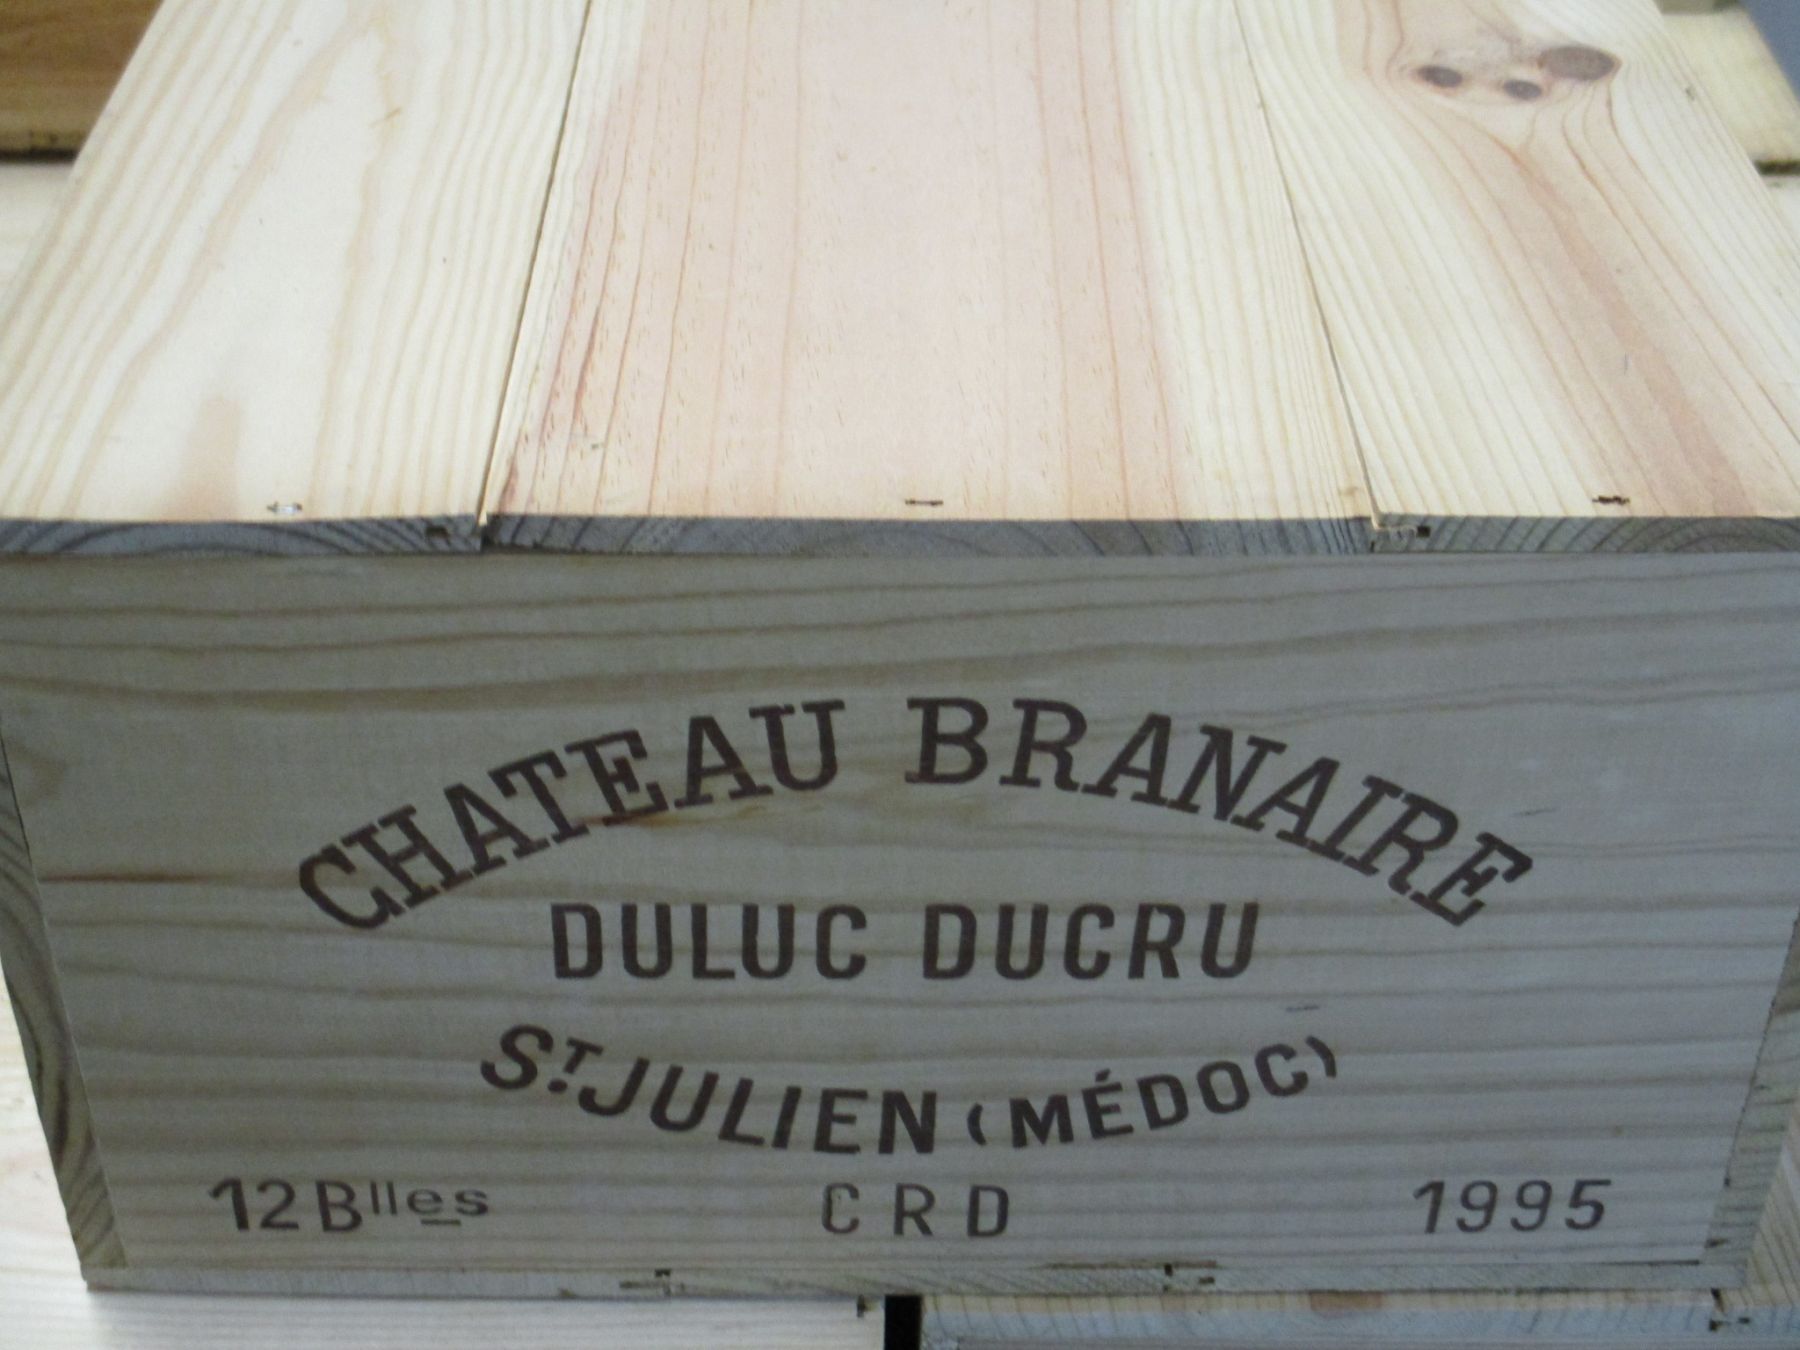 CHATEAU BRANAIRE
DULUC DUCRU
ST. JULIEN (MÉDOC)
12 Blles CRD 1995